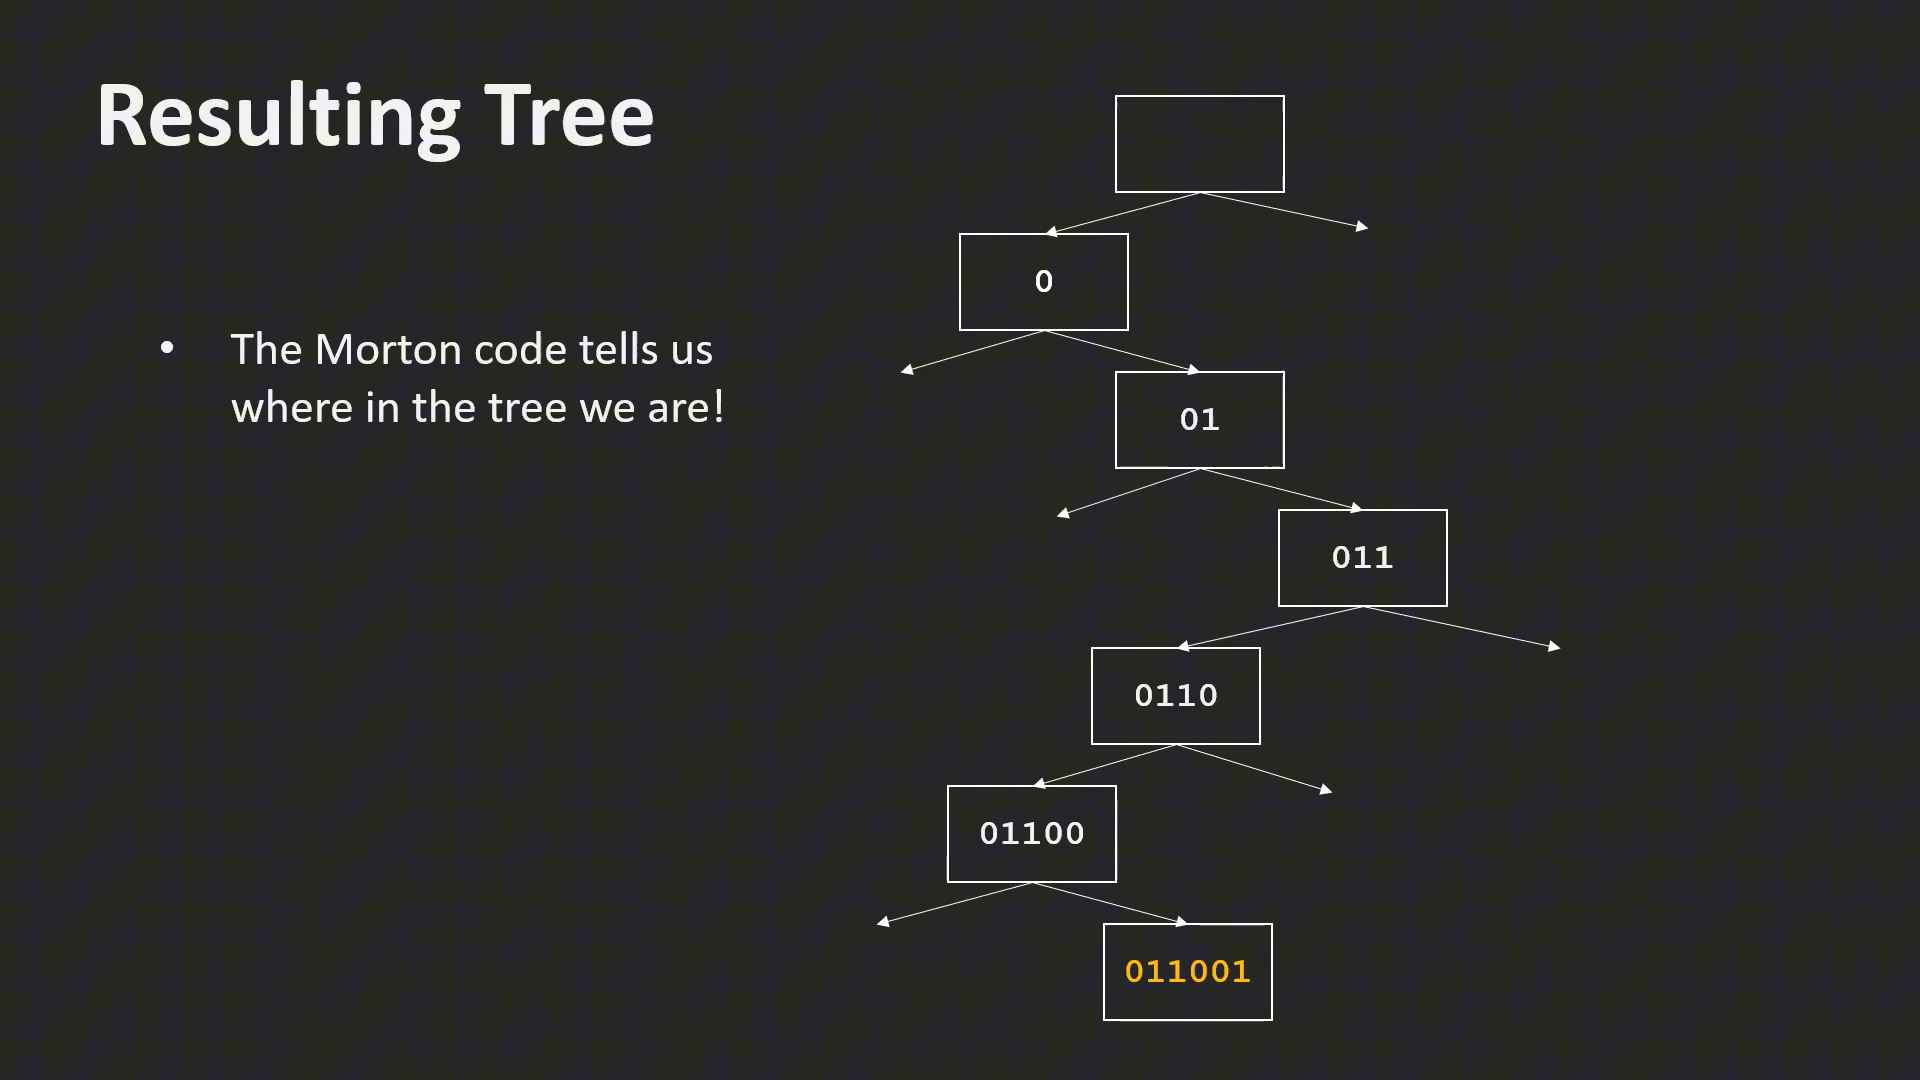 Resulting Tree
• The Morton code tells us
where in the tree we are!
0
01
011
0110
01100
011001